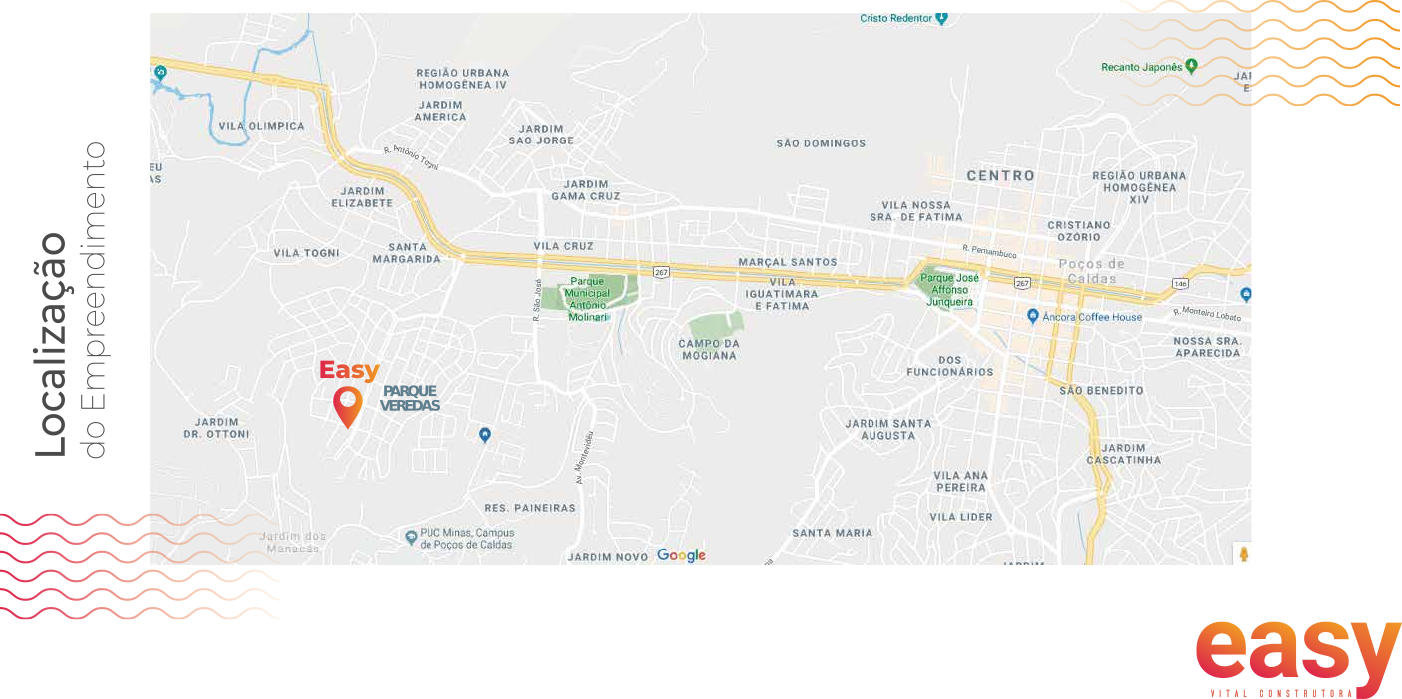 Localização
do Empreendimento
Cristo Redentor
Recanto Japonês
REGIÃO URBANA
HOMOGÊNEA IV
JARDIM
AMERICA
VILA OLIMPICA
JARDIM
SAO JORGE
SÃO DOMINGOS
R. Antônio Togni
EU
AS
JARDIM
ELIZABETE
JARDIM
GAMA CRUZ
CENTRO
REGIÃO URBANA
HOMOGÊNEA
XIV
VILA NOSSA
SRA. DE FATIMA
CRISTIANO
OZÓRIO
VILA TOGNI
SANTA
MARGARIDA
VILA CRUZ
R. Pernambuco
MARÇAL SANTOS
Poços de
Caldas
267
267
146
Parque
Municipal
Antônio
Molinari
R. São José
VILA
IGUATIMARA
E FATIMA
Parque José
Affonso
Junqueira
Âncora Coffee House
R. Monteiro Lobato
CAMPO DA
MOGIANA
NOSSA SRA.
APARECIDA
DOS
FUNCIONÁRIOS
Easy
PARQUE
VEREDAS
SÃO BENEDITO
JARDIM
DR. OTTONI
JARDIM SANTA
AUGUSTA
Av. Montevidéu
JARDIM
CASCATINHA
VILA ANA
PEREIRA
RES. PAINEIRAS
VILA LIDER
Jardim dos
Manacás
PUC Minas, Campus
de Poços de Caldas
SANTA MARIA
JARDIM NOVO
Google
JARDIM
easy
VITAL CONSTRUTORA